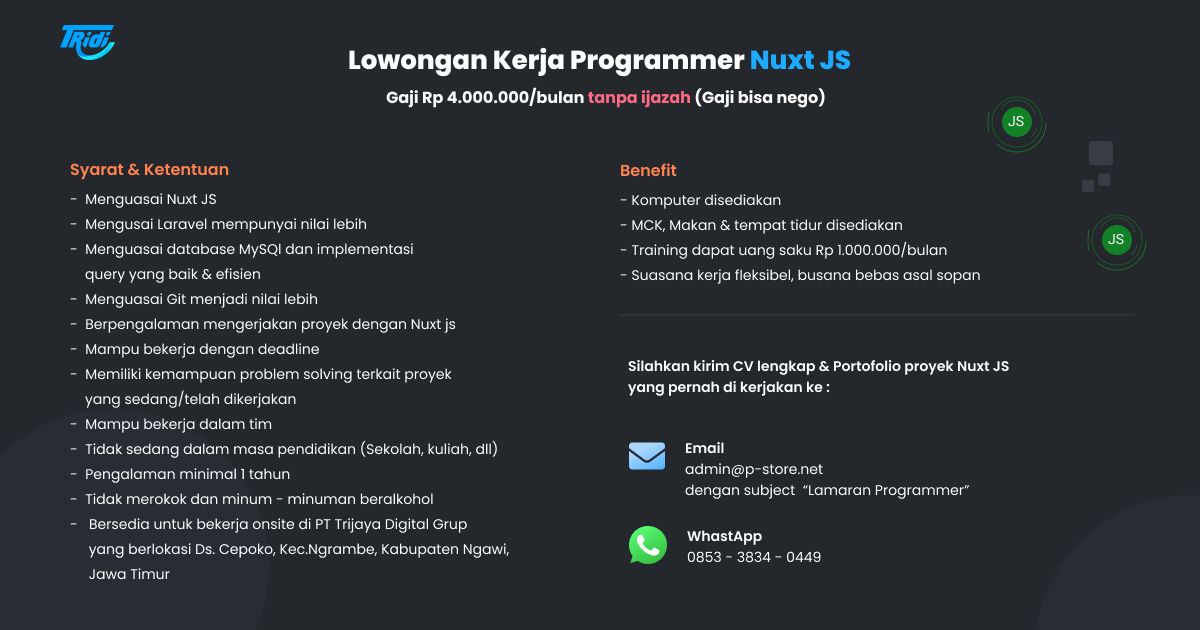 TRidi
Lowongan Kerja Programmer Nuxt JS
Gaji Rp 4.000.000/bulan tanpa ijazah (Gaji bisa nego)
JS
JS
Syarat & Ketentuan
- Menguasai Nuxt JS
- Mengusai Laravel mempunyai nilai lebih
- Menguasai database MySQl dan implementasi
query yang baik & efisien
- Menguasai Git menjadi nilai lebih
- Berpengalaman mengerjakan proyek dengan Nuxt js
- Mampu bekerja dengan deadline
- Memiliki kemampuan problem solving terkait proyek
yang sedang/telah dikerjakan
- Mampu bekerja dalam tim
- Tidak sedang dalam masa pendidikan (Sekolah, kuliah, dll)
- Pengalaman minimal 1 tahun
- Tidak merokok dan minum - minuman beralkohol
- Bersedia untuk bekerja onsite di PT Trijaya Digital Grup
yang berlokasi Ds. Cepoko, Kec.Ngrambe, Kabupaten Ngawi,
Jawa Timur
Benefit
- Komputer disediakan
- MCK, Makan & tempat tidur disediakan
- Training dapat uang saku Rp 1.000.000/bulan
- Suasana kerja fleksibel, busana bebas asal sopan
Silahkan kirim CV lengkap & Portofolio proyek Nuxt JS
yang pernah di kerjakan ke :
Email
admin@p-store.net
dengan subject “Lamaran Programmer”
WhastApp
0853 - 3834 - 0449